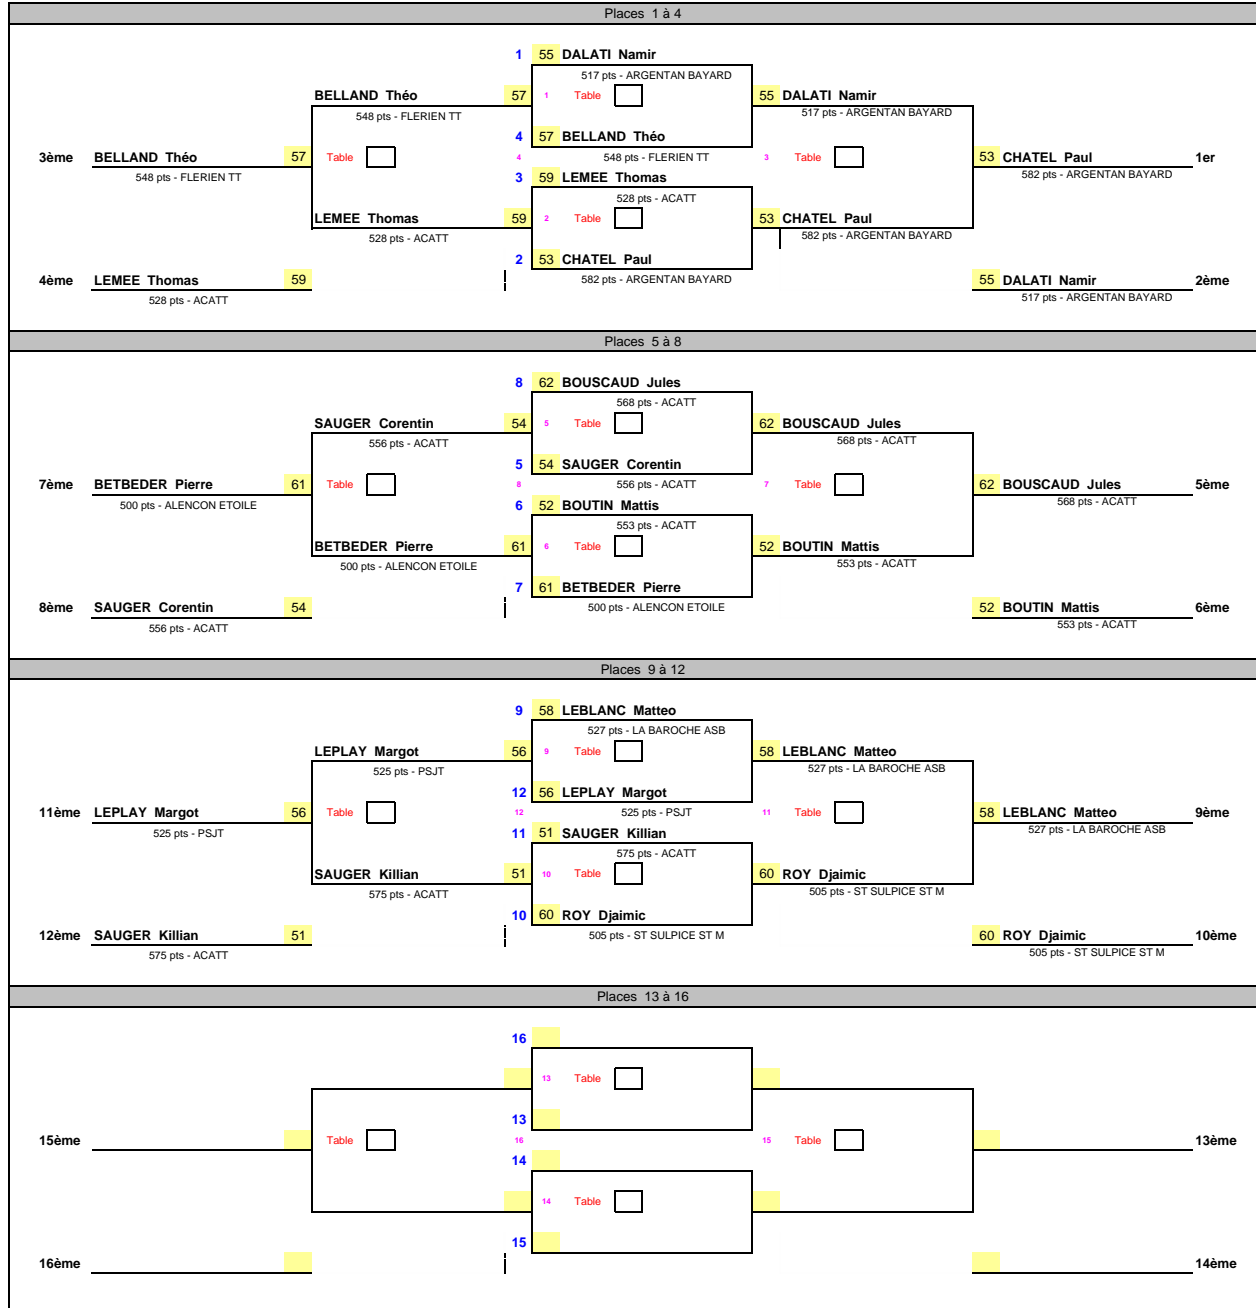 Places 1 à 4
1 55 DALATI Namir
517 pts - ARGENTAN BAYARD
BELLAND Théo 57 1 Table 55 DALATI Namir
548 pts - FLERIEN TT 517 pts - ARGENTAN BAYARD
4 57 BELLAND Théo
3ème BELLAND Théo 57 Table 4 548 pts - FLERIEN TT 3 Table 53 CHATEL Paul 1er
548 pts - FLERIEN TT 3 59 LEMEE Thomas 582 pts - ARGENTAN BAYARD
528 pts - ACATT
LEMEE Thomas 59 2 Table 53 CHATEL Paul
528 pts - ACATT 582 pts - ARGENTAN BAYARD
2 53 CHATEL Paul
4ème LEMEE Thomas 59 582 pts - ARGENTAN BAYARD 55 DALATI Namir 2ème
528 pts - ACATT 517 pts - ARGENTAN BAYARD
Places 5 à 8
8 62 BOUSCAUD Jules
568 pts - ACATT
SAUGER Corentin 54 5 Table 62 BOUSCAUD Jules
556 pts - ACATT 568 pts - ACATT
5 54 SAUGER Corentin
7ème BETBEDER Pierre 61 Table 8 556 pts - ACATT 7 Table 62 BOUSCAUD Jules 5ème
500 pts - ALENCON ETOILE 6 52 BOUTIN Mattis 568 pts - ACATT
553 pts - ACATT
BETBEDER Pierre 61 6 Table 52 BOUTIN Mattis
500 pts - ALENCON ETOILE 553 pts - ACATT
7 61 BETBEDER Pierre
8ème SAUGER Corentin 54 500 pts - ALENCON ETOILE 52 BOUTIN Mattis 6ème
556 pts - ACATT 553 pts - ACATT
Places 9 à 12
9 58 LEBLANC Matteo
527 pts - LA BAROCHE ASB
LEPLAY Margot 56 9 Table 58 LEBLANC Matteo
525 pts - PSJT 527 pts - LA BAROCHE ASB
12 56 LEPLAY Margot
11ème LEPLAY Margot 56 Table 12 525 pts - PSJT 11 Table 58 LEBLANC Matteo 9ème
525 pts - PSJT 11 51 SAUGER Killian 527 pts - LA BAROCHE ASB
575 pts - ACATT
SAUGER Killian 51 10 Table 60 ROY Djaimic
575 pts - ACATT 505 pts - ST SULPICE ST M
10 60 ROY Djaimic
12ème SAUGER Killian 51 505 pts - ST SULPICE ST M 60 ROY Djaimic 10ème
575 pts - ACATT 505 pts - ST SULPICE ST M
Places 13 à 16
16
13 Table
13
15ème Table 16 15 Table 13ème
14
14 Table
15
16ème 14ème